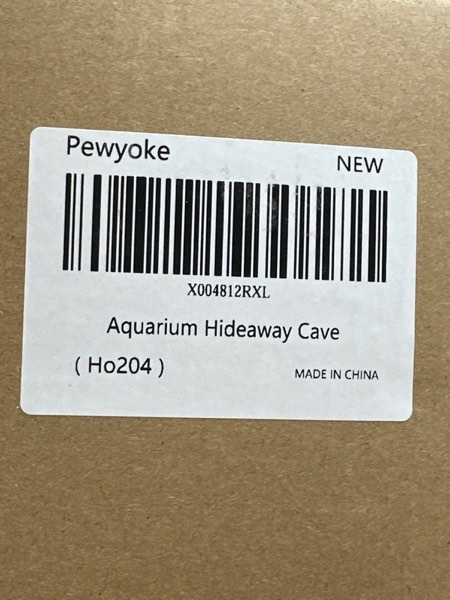 Pewyoke
NEW
X004812RXL
Aquarium Hideaway Cave
( Ho204 )
MADE IN CHINA